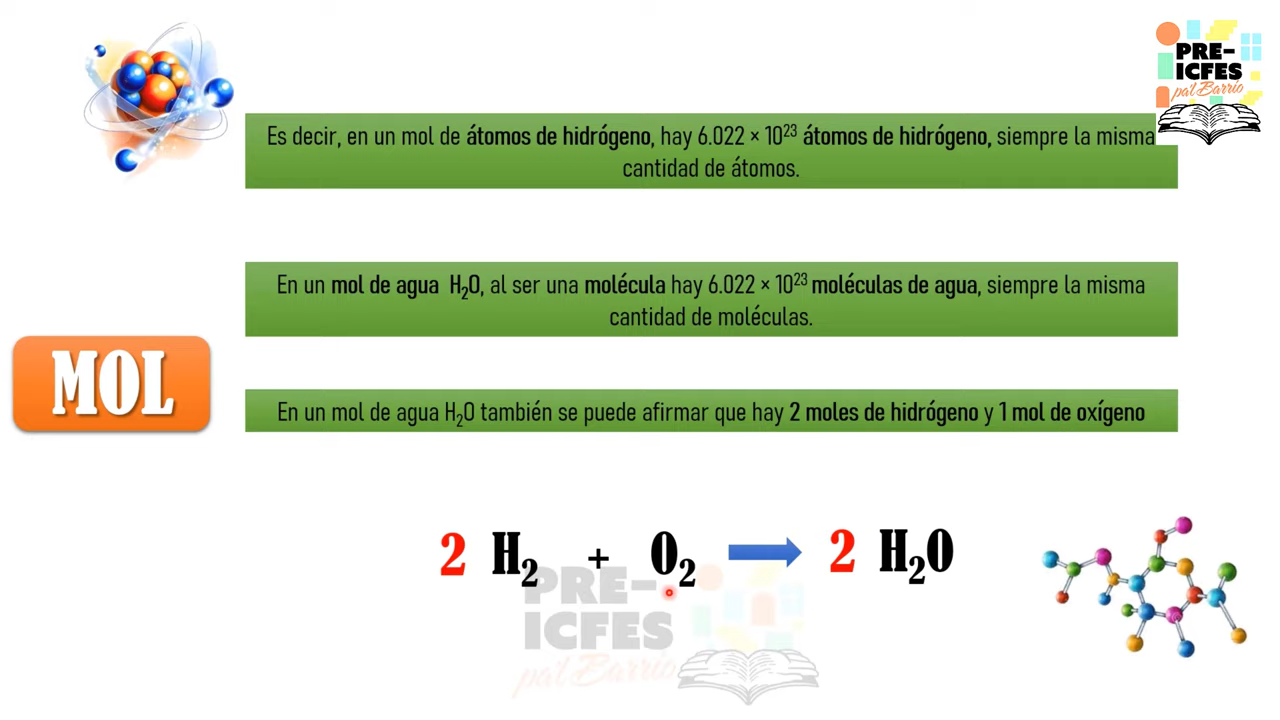 PRE-
ICFES
pa'l Barrio
Es decir, en un mol de átomos de hidrógeno, hay 6.022 × 10²³ átomos de hidrógeno, siempre la misma
cantidad de átomos.
En un mol de agua H₂O, al ser una molécula hay 6.022 × 10²³ moléculas de agua, siempre la misma
cantidad de moléculas.
MOL
En un mol de agua H₂O también se puede afirmar que hay 2 moles de hidrógeno y 1 mol de oxígeno
2 H₂ + O₂ → 2 H₂O
PRE-
ICFES
pa'l Barrio